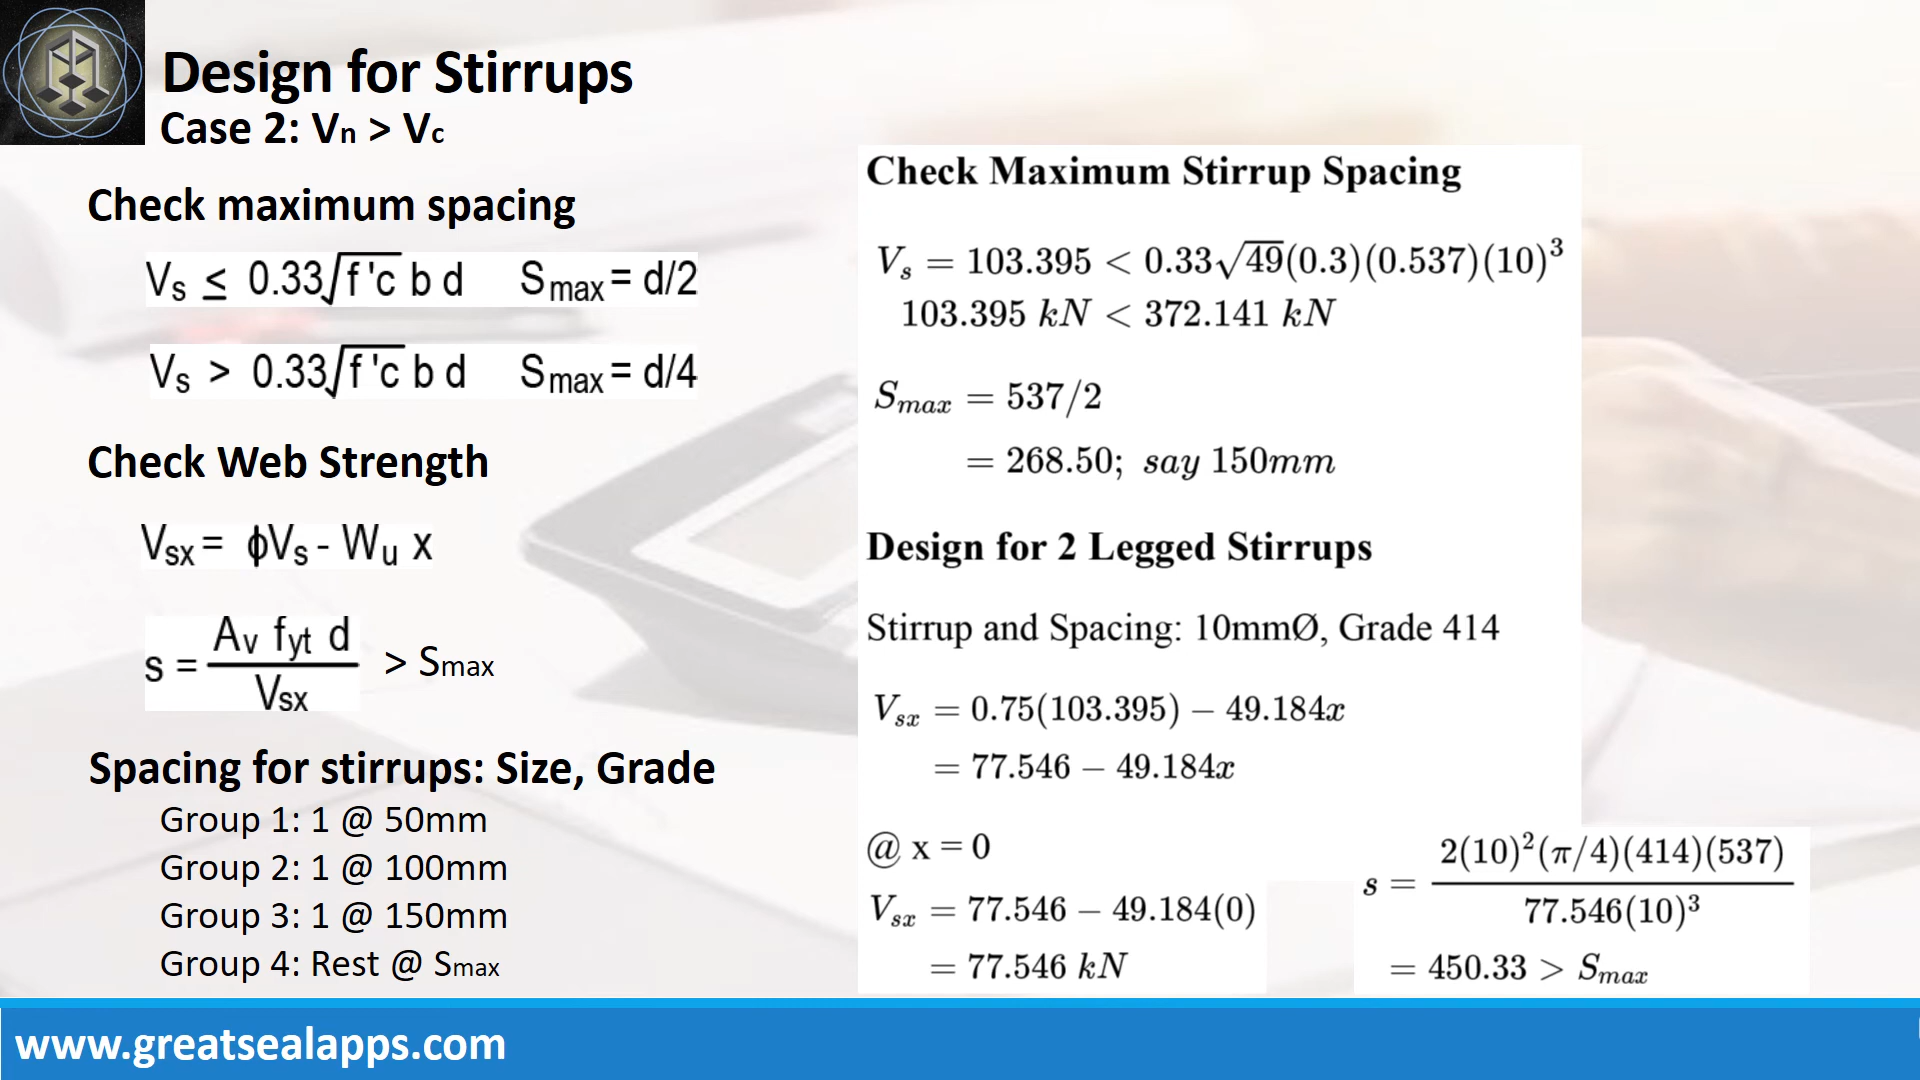 Design for Stirrups
Case 2: Vn > Vc
Check maximum spacing
Vs ≤ 0.33√f 'c b d Smax = d/2
Vs > 0.33√f 'c b d Smax = d/4
Check Web Strength
Vsx = ϕVs - Wu x
s = Av fyt d / Vsx > Smax
Spacing for stirrups: Size, Grade
Group 1: 1 @ 50mm
Group 2: 1 @ 100mm
Group 3: 1 @ 150mm
Group 4: Rest @ Smax
Check Maximum Stirrup Spacing
Vs = 103.395 < 0.33√49(0.3)(0.537)(10)³
103.395 kN < 372.141 kN
Smax = 537/2
= 268.50; say 150mm
Design for 2 Legged Stirrups
Stirrup and Spacing: 10mmØ, Grade 414
Vsx = 0.75(103.395) − 49.184x
= 77.546 − 49.184x
@ x = 0
Vsx = 77.546 − 49.184(0)
= 77.546 kN
s = 2(10)²(π/4)(414)(537) / 77.546(10)³
= 450.33 > Smax
www.greatsealapps.com